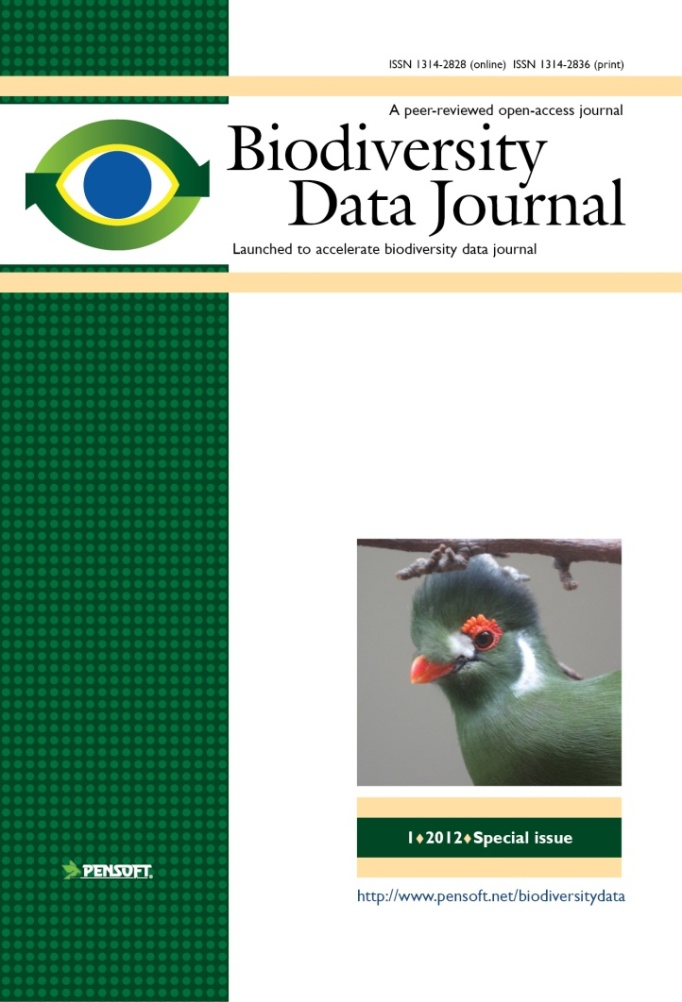 ISSN 1314-2828 (online) ISSN 1314-2836 (print)
A peer-reviewed open-access journal
Biodiversity
Data Journal
Launched to accelerate biodiversity data journal
1♦2012♦Special issue
PENSOFT.
http://www.pensoft.net/biodiversitydata